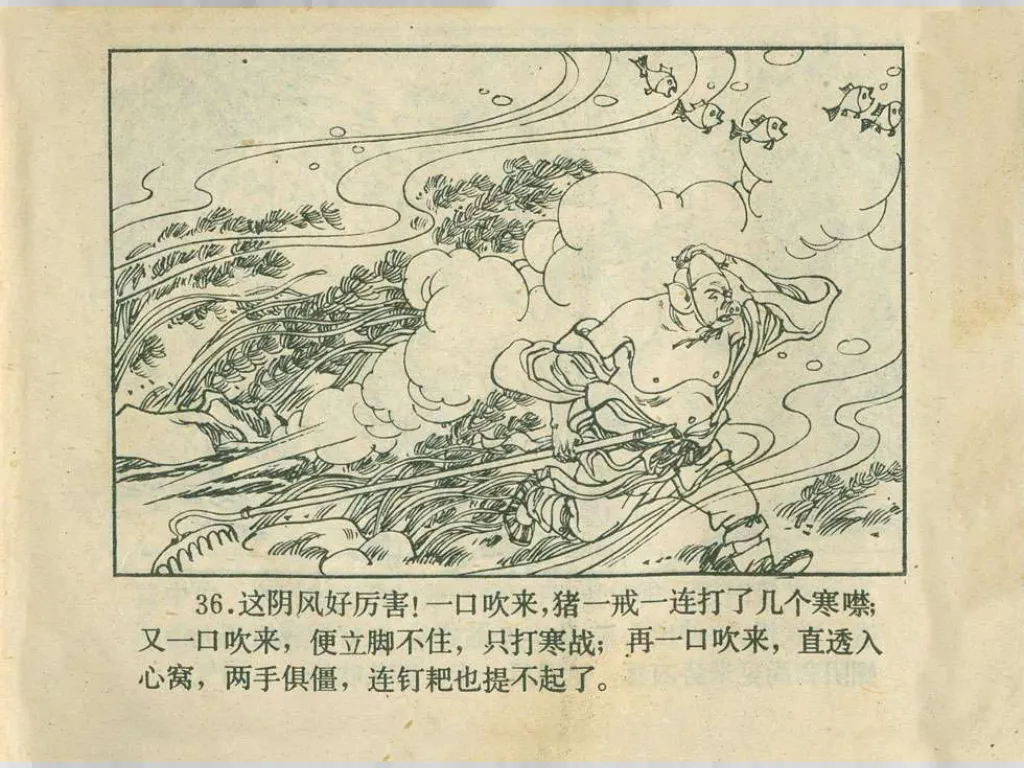 36.这阴风好厉害!一口吹来,猪一戒一连打了几个寒噤;
又一口吹来，便立脚不住，只打寒战；再一口吹来，直透入
心窝，两手俱僵，连钉耙也提不起了。